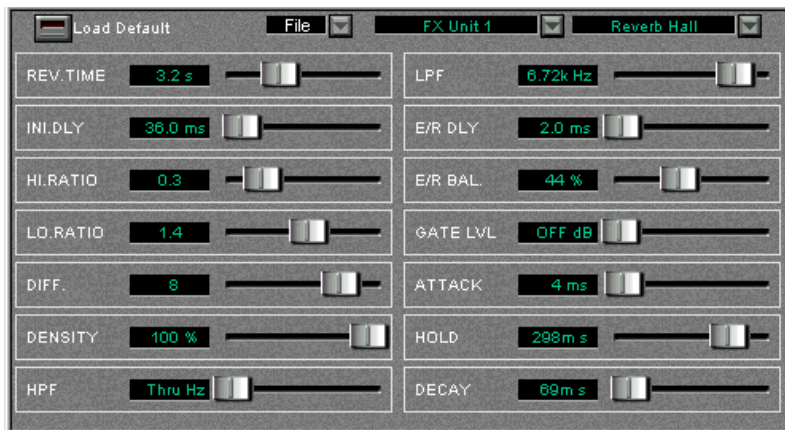 Load Default File FX Unit 1 Reverb Hall
REV.TIME 3.2 s LPF 6.72k Hz
INI.DLY 36.0 ms E/R DLY 2.0 ms
HI.RATIO 0.3 E/R BAL. 44 %
LO.RATIO 1.4 GATE LVL OFF dB
DIFF. 8 ATTACK 4 ms
DENSITY 100 % HOLD 298m s
HPF Thru Hz DECAY 69m s